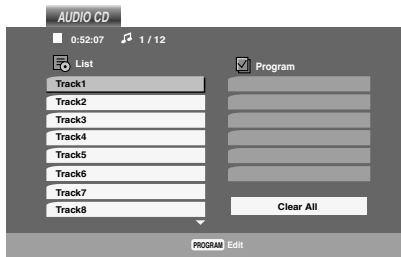 AUDIO CD
0:52:07 1 / 12
List
Program
Track1
Track2
Track3
Track4
Track5
Track6
Track7
Track8
Clear All
PROGRAM Edit